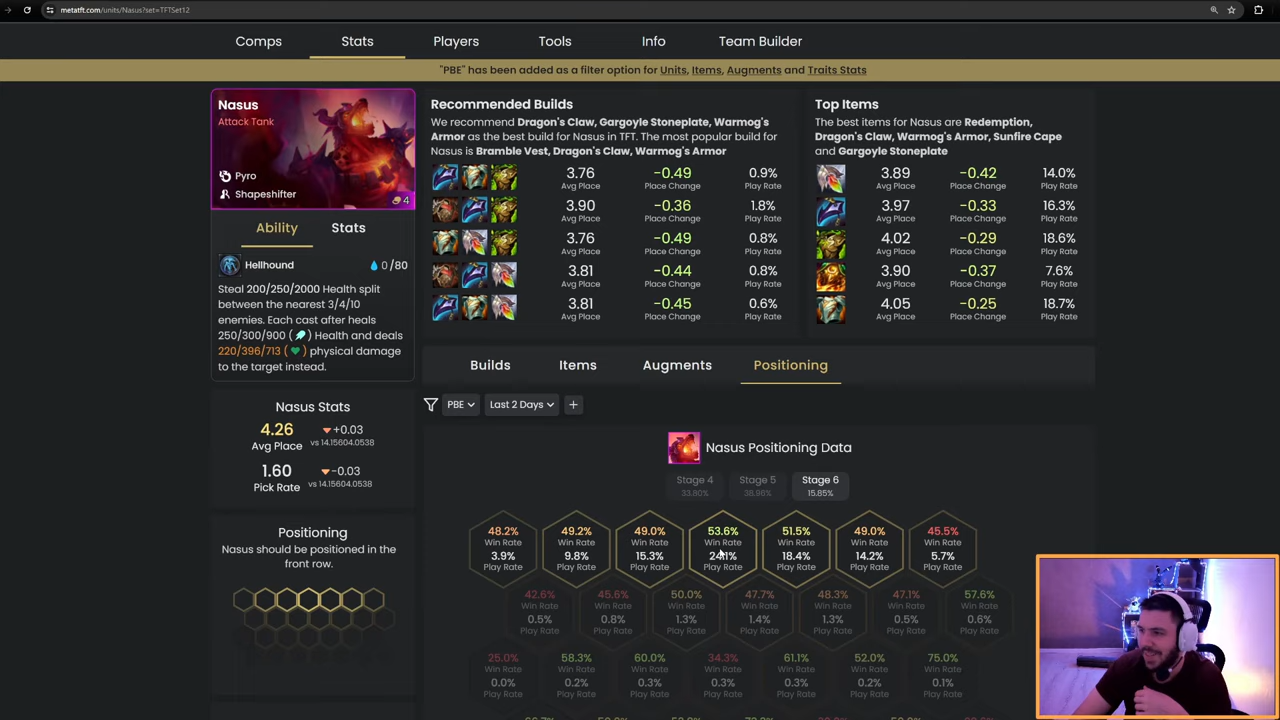 metatft.com/units/Nasus?set=TFTSet12
Comps
Stats
Players
Tools
Info
Team Builder
"PBE" has been added as a filter option for Units, Items, Augments and Traits Stats
Nasus
Attack Tank
Pyro
Shapeshifter
4
Ability
Stats
Hellhound
0/80
Steal 200/250/2000 Health split
between the nearest 3/4/10
enemies. Each cast after heals
250/300/900 ( ) Health and deals
220/396/713 ( ) physical damage
to the target instead.
Nasus Stats
4.26
Avg Place
+0.03
vs 14.15604.0538
1.60
Pick Rate
-0.03
vs 14.15604.0538
Positioning
Nasus should be positioned in the
front row.
Recommended Builds
We recommend Dragon's Claw, Gargoyle Stoneplate, Warmog's
Armor as the best build for Nasus in TFT. The most popular build for
Nasus is Bramble Vest, Dragon's Claw, Warmog's Armor
3.76 -0.49 0.9%
Avg Place Place Change Play Rate
3.90 -0.36 1.8%
Avg Place Place Change Play Rate
3.76 -0.49 0.8%
Avg Place Place Change Play Rate
3.81 -0.44 0.8%
Avg Place Place Change Play Rate
3.81 -0.45 0.6%
Avg Place Place Change Play Rate
Top Items
The best items for Nasus are Redemption,
Dragon's Claw, Warmog's Armor, Sunfire Cape
and Gargoyle Stoneplate
3.89 -0.42 14.0%
Avg Place Place Change Play Rate
3.97 -0.33 16.3%
Avg Place Place Change Play Rate
4.02 -0.29 18.6%
Avg Place Place Change Play Rate
3.90 -0.37 7.6%
Avg Place Place Change Play Rate
4.05 -0.25 18.7%
Avg Place Place Change Play Rate
Builds
Items
Augments
Positioning
PBE
Last 2 Days
+
Nasus Positioning Data
Stage 4 Stage 5 Stage 6
33.80% 38.96% 15.85%
48.2% 49.2% 49.0% 53.6% 51.5% 49.0% 45.5%
Win Rate Win Rate Win Rate Win Rate Win Rate Win Rate Win Rate
3.9% 9.8% 15.3% 24.1% 18.4% 14.2% 5.7%
Play Rate Play Rate Play Rate Play Rate Play Rate Play Rate Play Rate
42.6% 45.6% 50.0% 47.7% 48.3% 47.1% 57.6%
Win Rate Win Rate Win Rate Win Rate Win Rate Win Rate Win Rate
0.5% 0.8% 1.3% 1.4% 1.3% 0.5% 0.6%
Play Rate Play Rate Play Rate Play Rate Play Rate Play Rate Play Rate
25.0% 58.3% 60.0% 34.3% 61.1% 52.0% 75.0%
Win Rate Win Rate Win Rate Win Rate Win Rate Win Rate Win Rate
0.0% 0.2% 0.3% 0.3% 0.3% 0.2% 0.1%
Play Rate Play Rate Play Rate Play Rate Play Rate Play Rate Play Rate